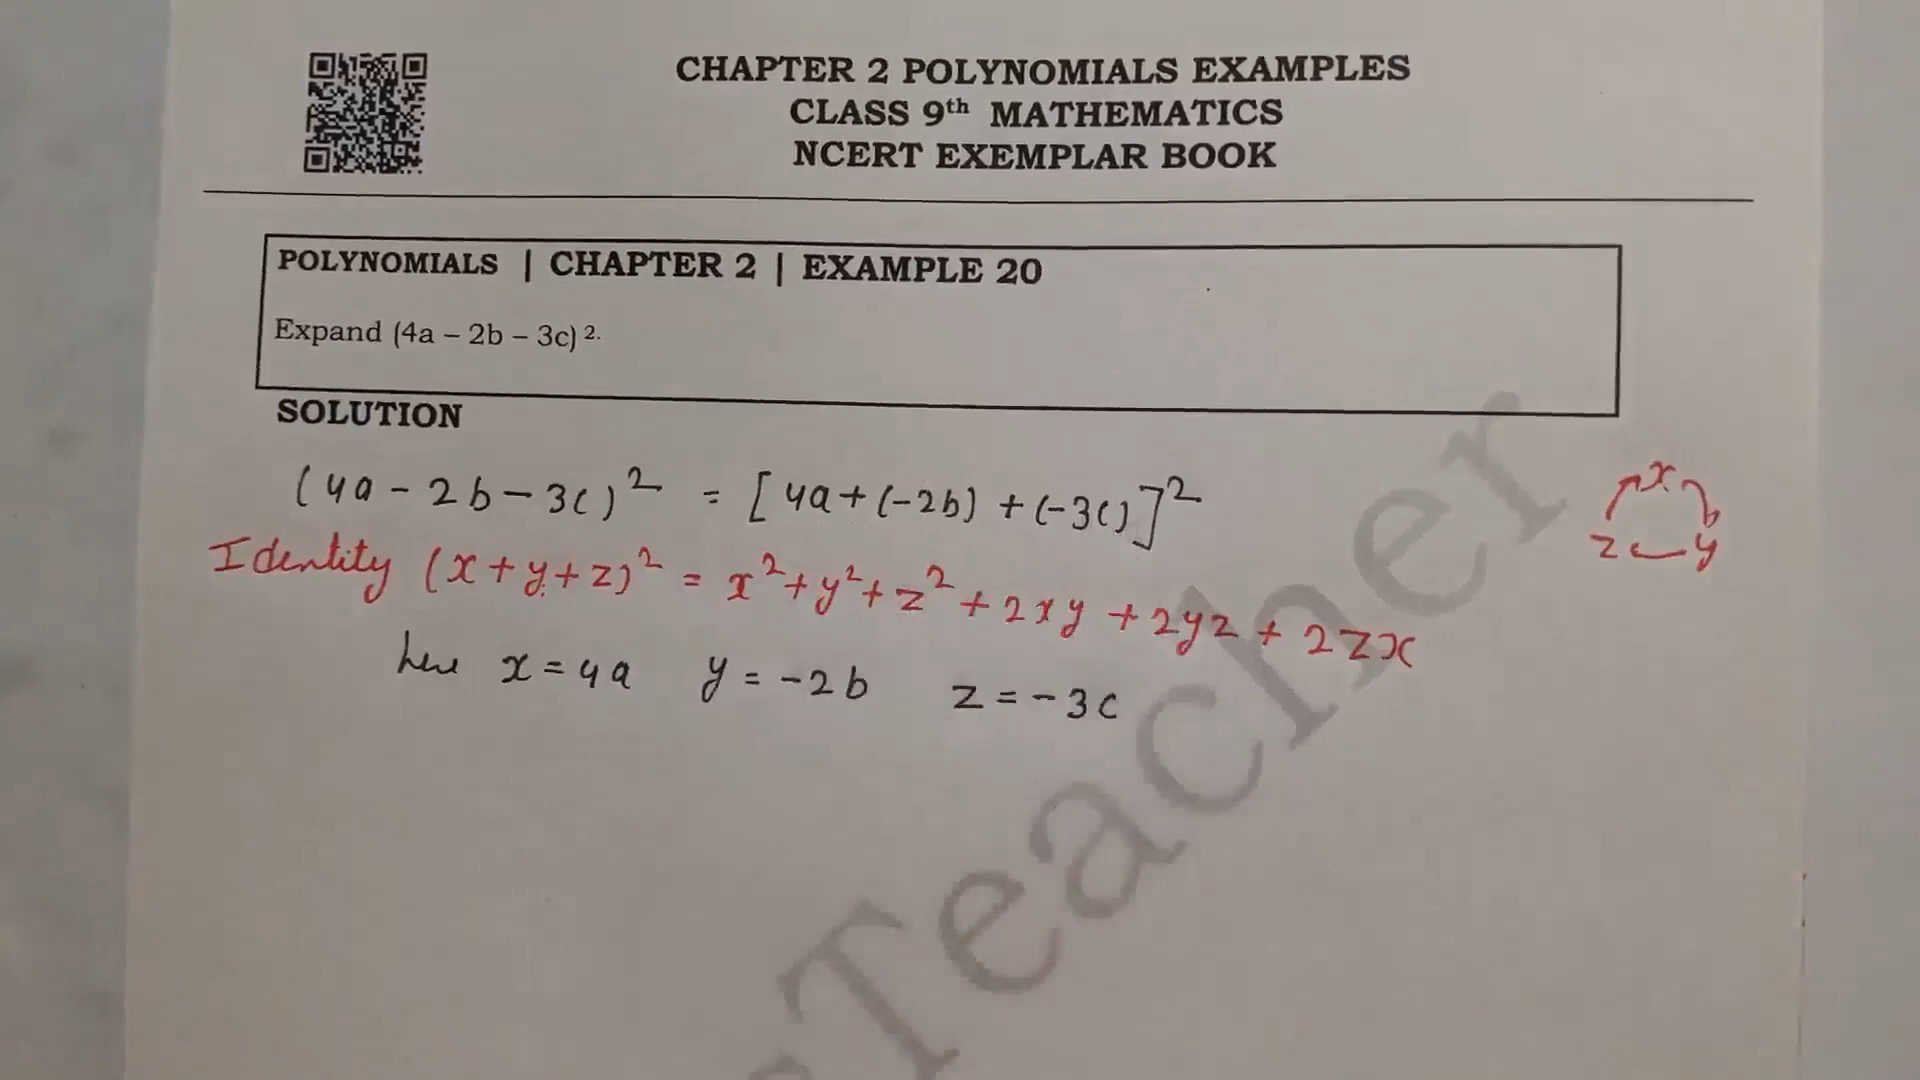 CHAPTER 2 POLYNOMIALS EXAMPLES
CLASS 9th MATHEMATICS
NCERT EXEMPLAR BOOK
POLYNOMIALS | CHAPTER 2 | EXAMPLE 20
Expand (4a – 2b – 3c) 2.
SOLUTION
(4a - 2b - 3c)² = [4a + (-2b) + (-3c)]²
Identity (x + y + z)² = x² + y² + z² + 2xy + 2yz + 2zx
here x = 4a y = -2b z = -3c
x
z y
Teacher